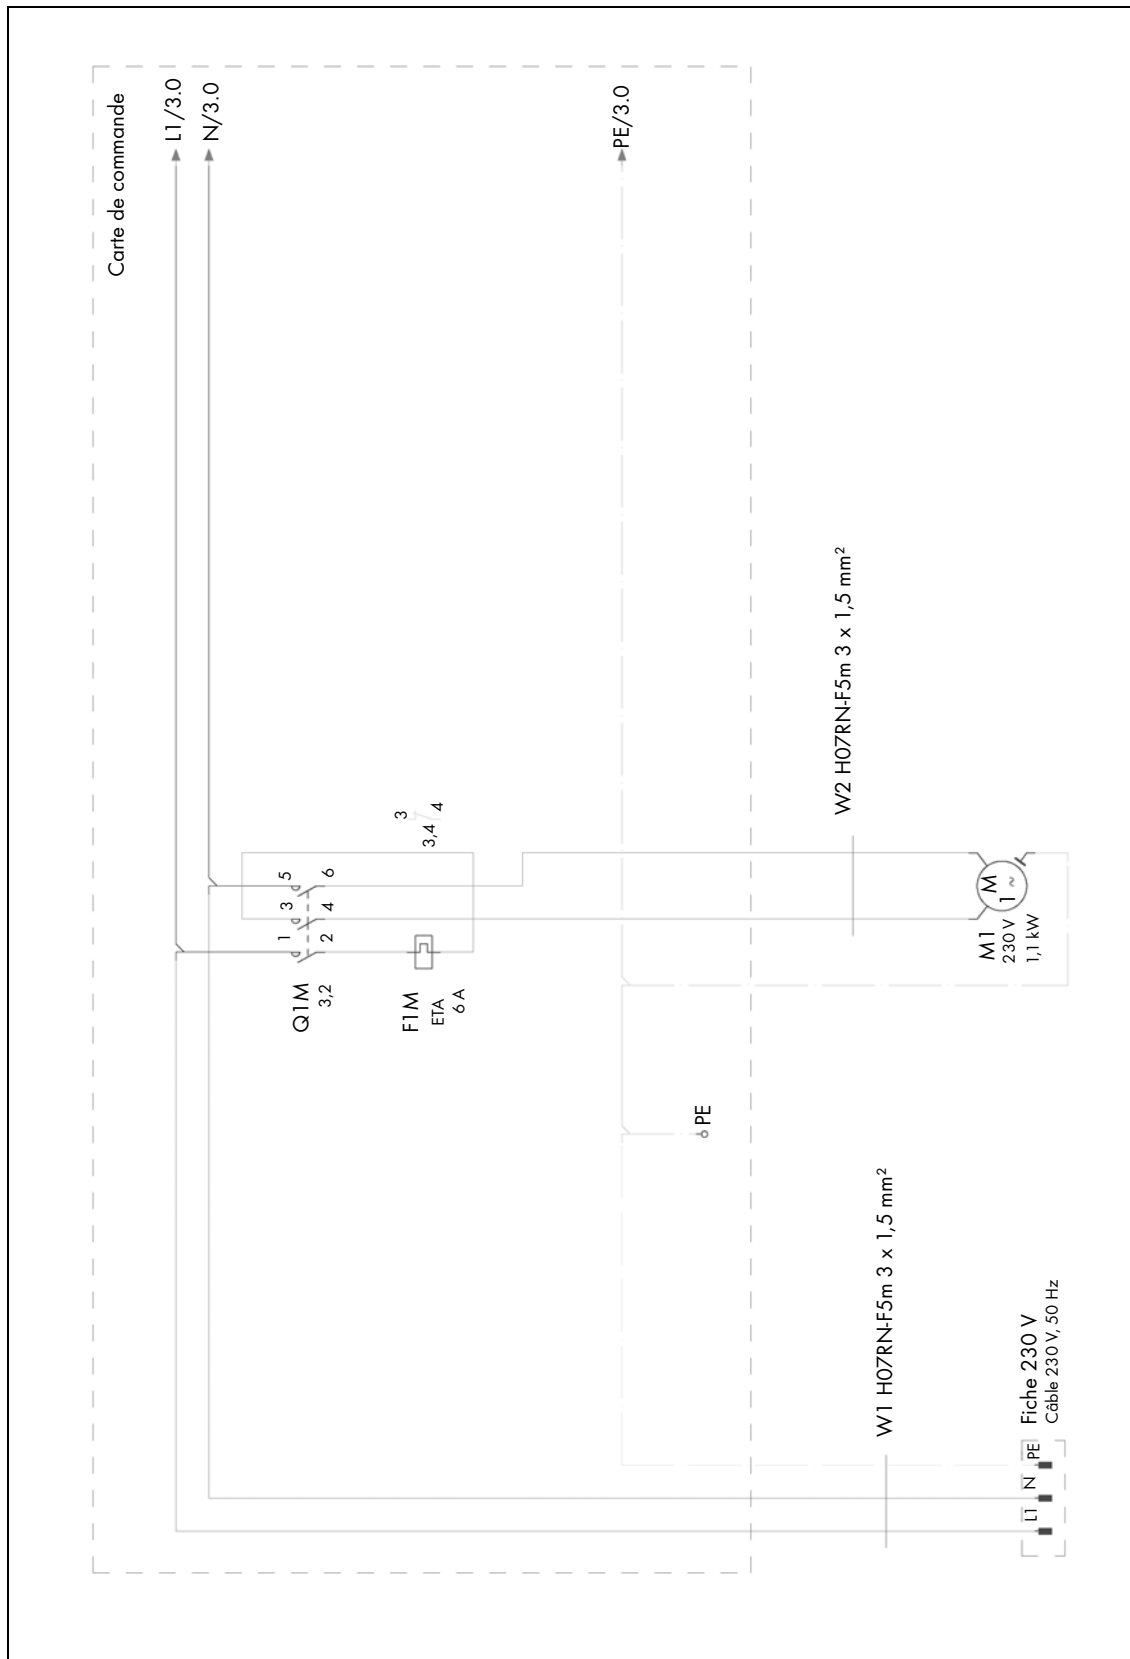 Carte de commande
L1/3.0
N/3.0
PE/3.0
1
2
3
4
5
6
Q1M
3,2
F1M
ETA
6 A
3
3,4
4
PE
W2 H07RN-F5m 3 x 1,5 mm²
M
1 ~
M1
230 V
1,1 kW
W1 H07RN-F5m 3 x 1,5 mm²
L1
N
PE
Fiche 230 V
Câble 230 V, 50 Hz